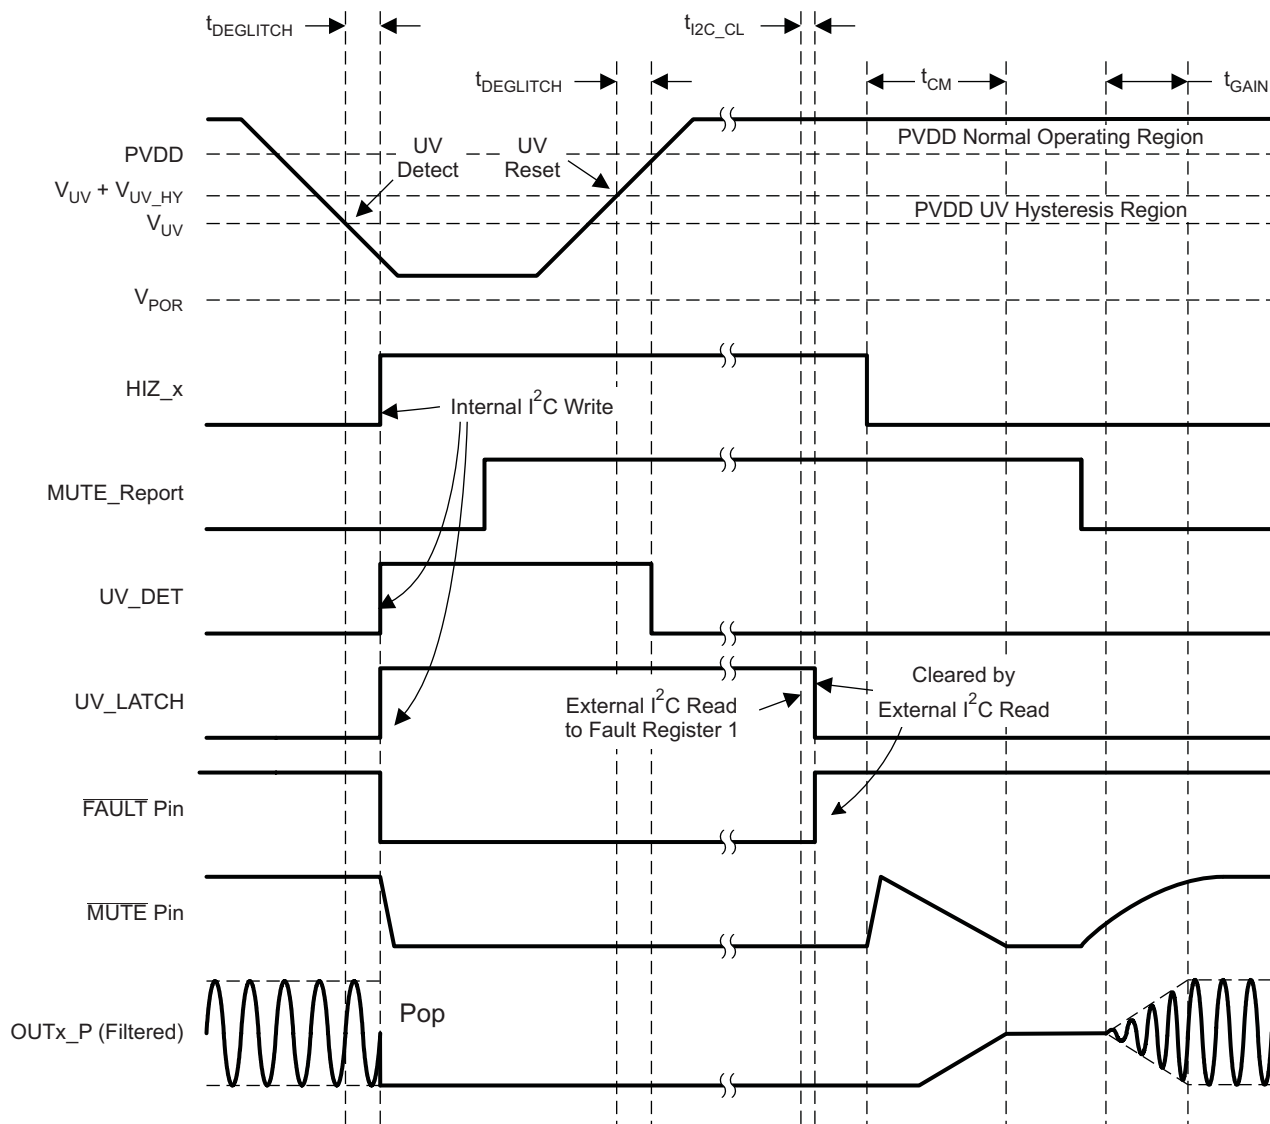 tDEGLITCH
tI2C_CL
tDEGLITCH
tCM
tGAIN
PVDD Normal Operating Region
UV
Detect
UV
Reset
PVDD
VUV + VUV_HY
PVDD UV Hysteresis Region
VUV
VPOR
HIZ_x
Internal I2C Write
MUTE_Report
UV_DET
UV_LATCH
External I2C Read
to Fault Register 1
Cleared by
External I2C Read
FAULT Pin
MUTE Pin
Pop
OUTx_P (Filtered)